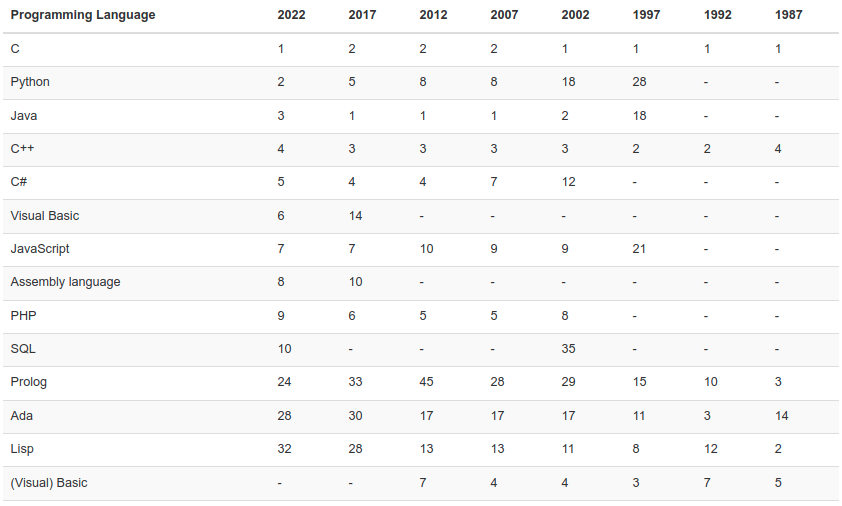 Programming Language 2022 2017 2012 2007 2002 1997 1992 1987
C 1 2 2 2 1 1 1 1
Python 2 5 8 8 18 28 - -
Java 3 1 1 1 2 18 - -
C++ 4 3 3 3 3 2 2 4
C# 5 4 4 7 12 - - -
Visual Basic 6 14 - - - - - -
JavaScript 7 7 10 9 9 21 - -
Assembly language 8 10 - - - - - -
PHP 9 6 5 5 8 - - -
SQL 10 - - - 35 - - -
Prolog 24 33 45 28 29 15 10 3
Ada 28 30 17 17 17 11 3 14
Lisp 32 28 13 13 11 8 12 2
(Visual) Basic - - 7 4 4 3 7 5